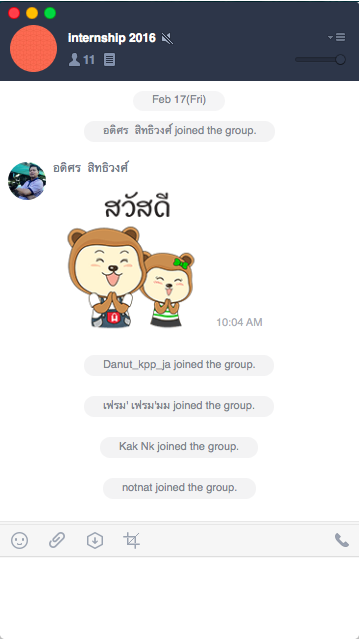 Internship 2016
11
Feb 17(Fri)
อดิศร สิทธิวงศ์ joined the group.
อดิศร สิทธิวงศ์
สวัสดี
10:04 AM
Danut_kpp_ja joined the group.
เฟรม' เฟรม'มม joined the group.
Kak Nk joined the group.
notnat joined the group.